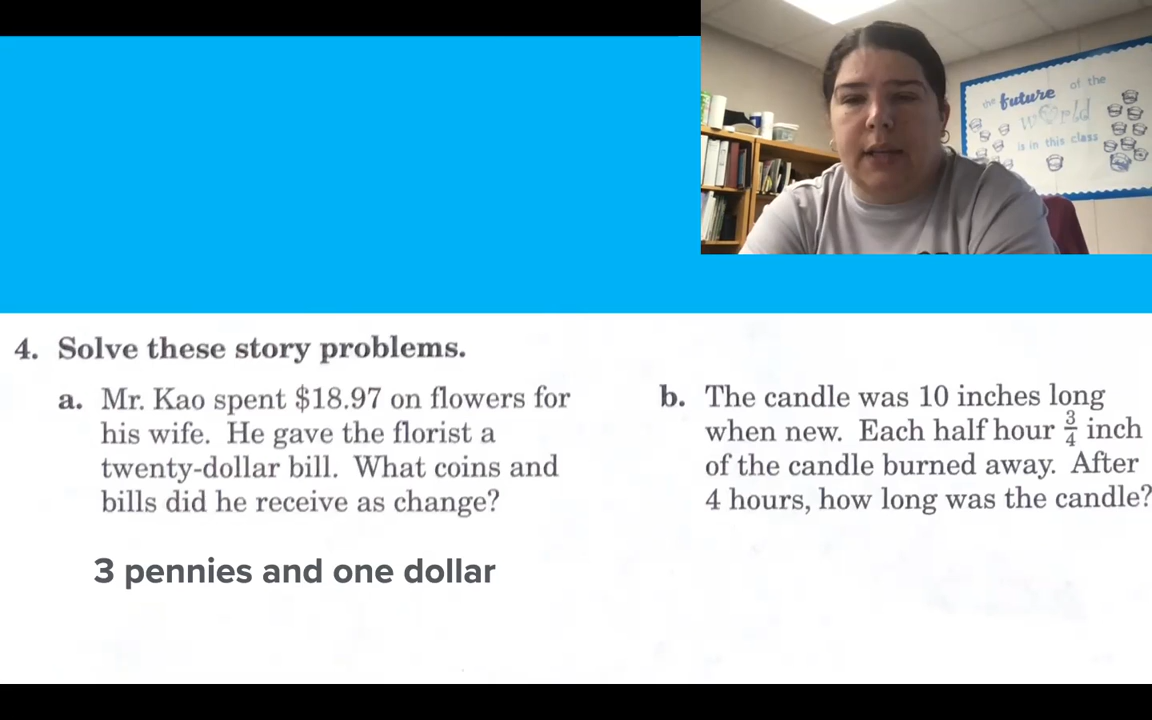 the future of the
world
is in this class
4. Solve these story problems.
a. Mr. Kao spent $18.97 on flowers for
his wife. He gave the florist a
twenty-dollar bill. What coins and
bills did he receive as change?
3 pennies and one dollar
b. The candle was 10 inches long
when new. Each half hour 3/4 inch
of the candle burned away. After
4 hours, how long was the candle?